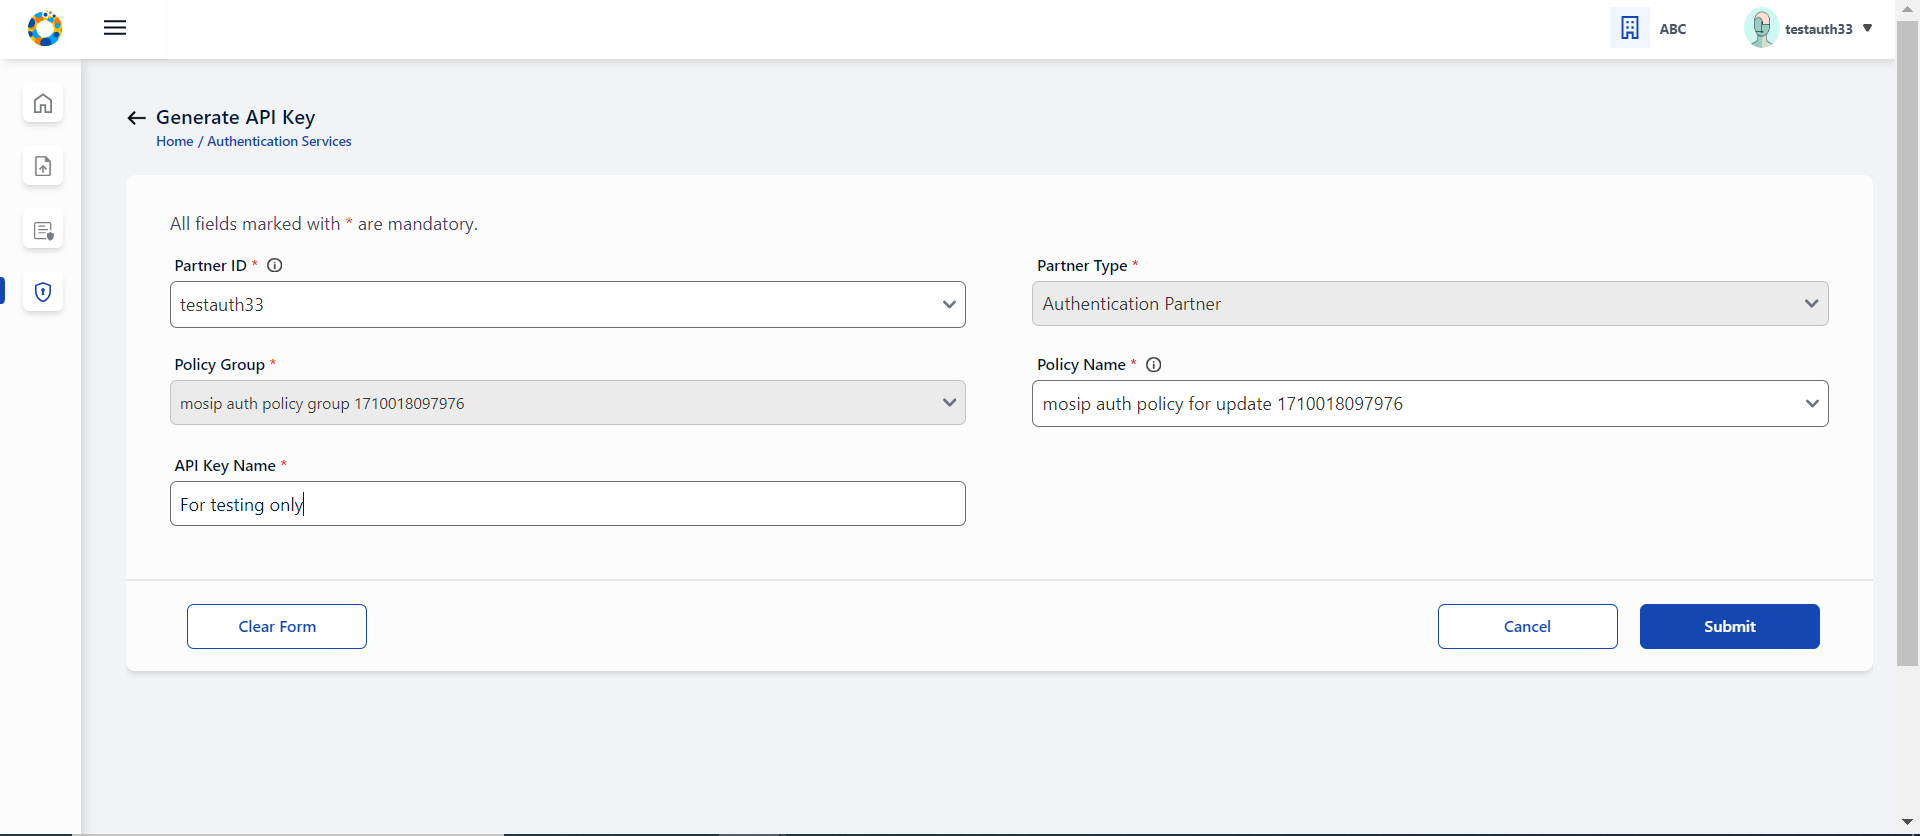 ABC
testauth33
Generate API Key
Home / Authentication Services
All fields marked with * are mandatory.
Partner ID *
Partner Type *
testauth33
Authentication Partner
Policy Group *
Policy Name *
mosip auth policy group 1710018097976
mosip auth policy for update 1710018097976
API Key Name *
For testing only
Clear Form
Cancel
Submit